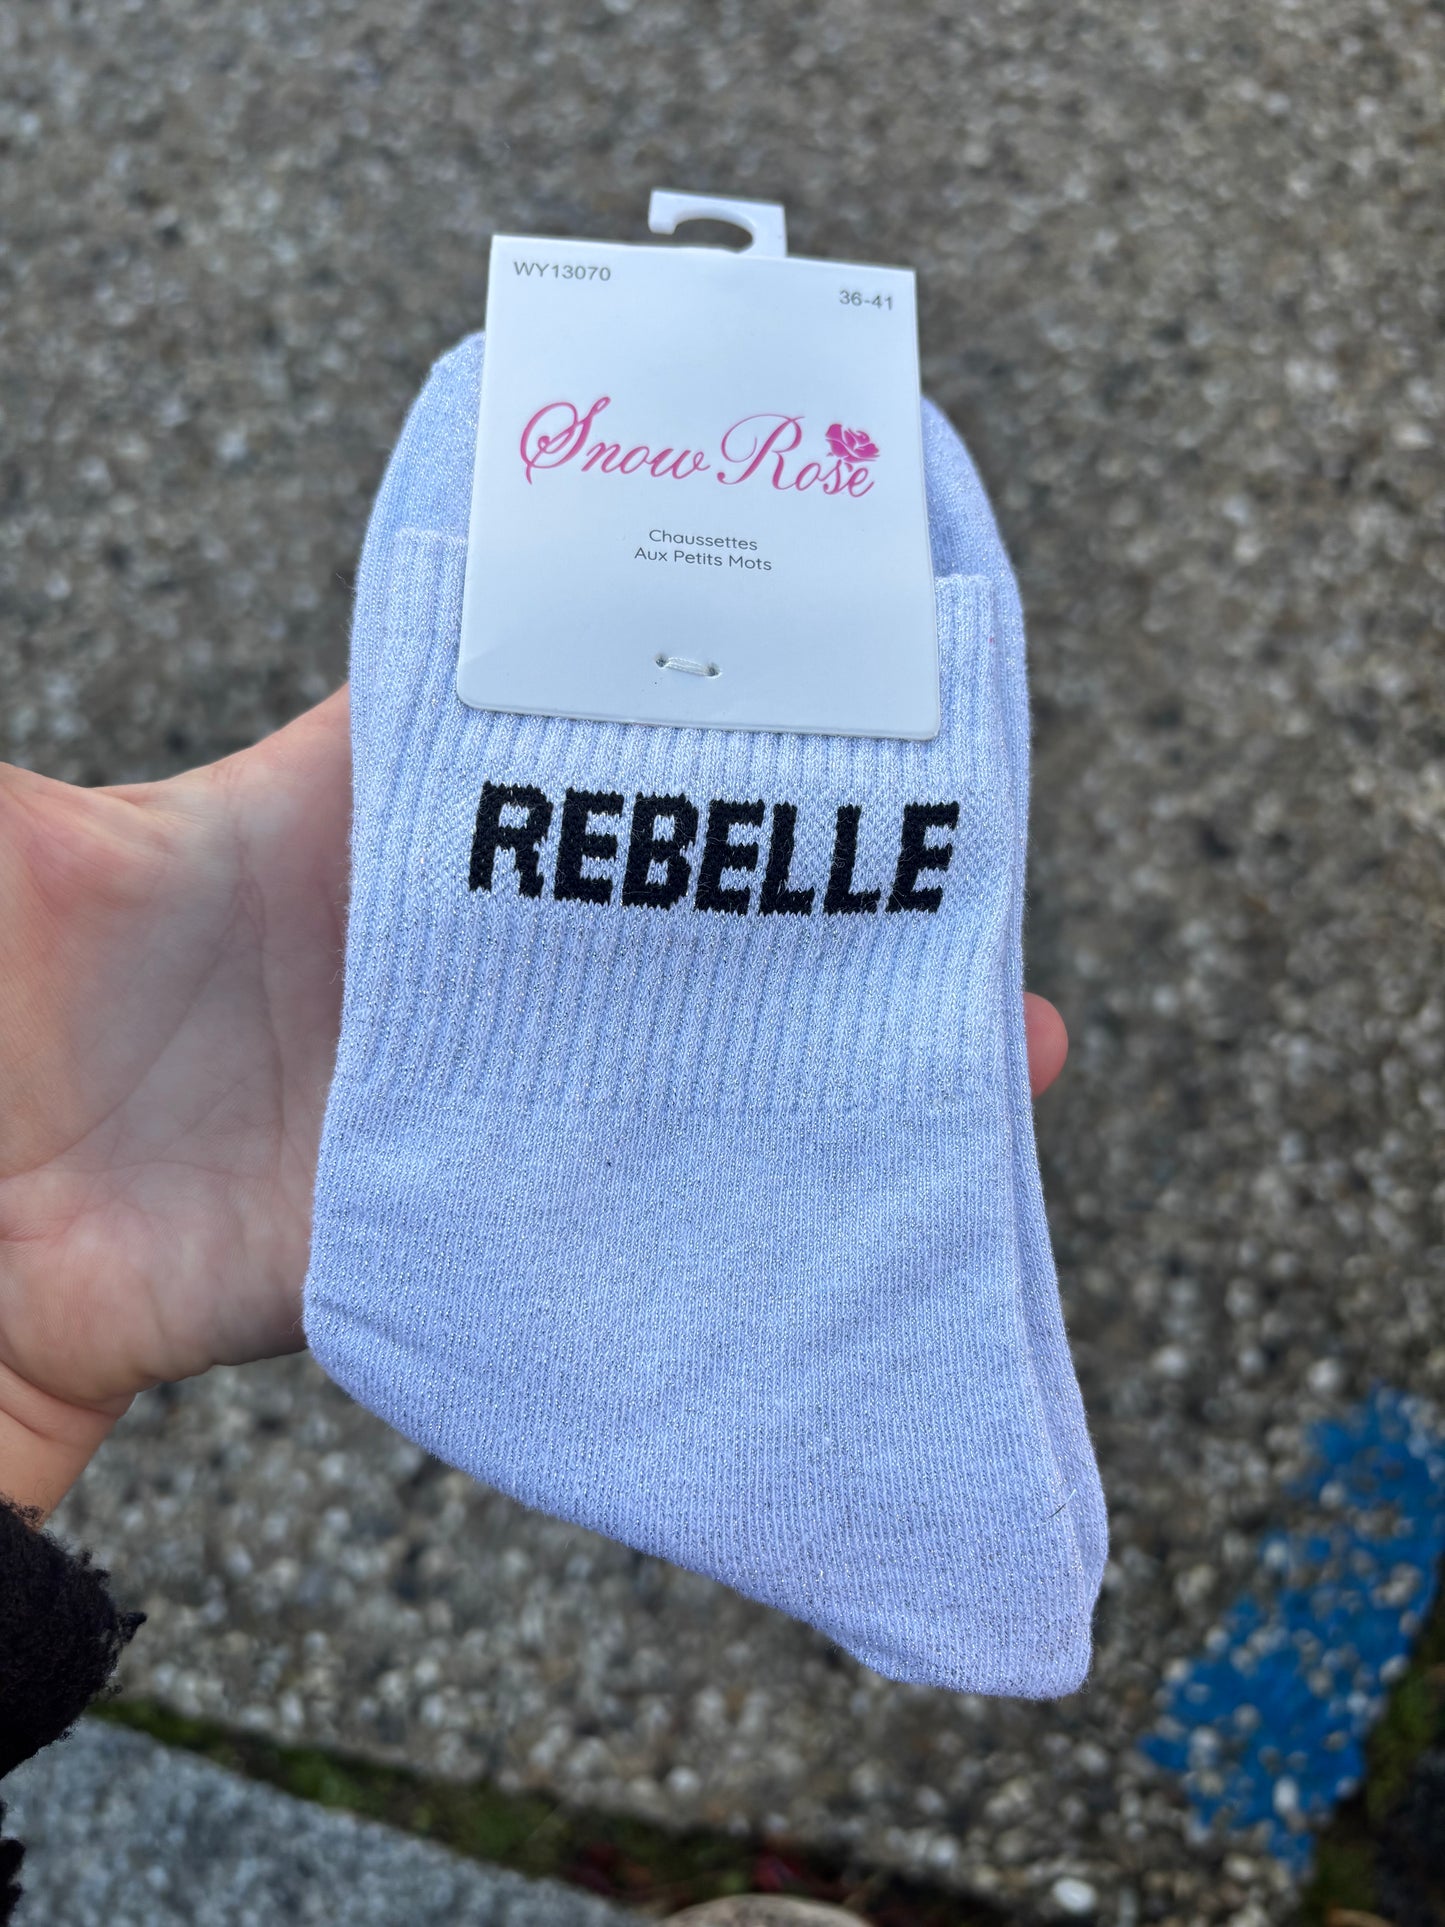 WY13070
36-41
Snow Rose
Chaussettes
Aux Petits Mots
REBELLE